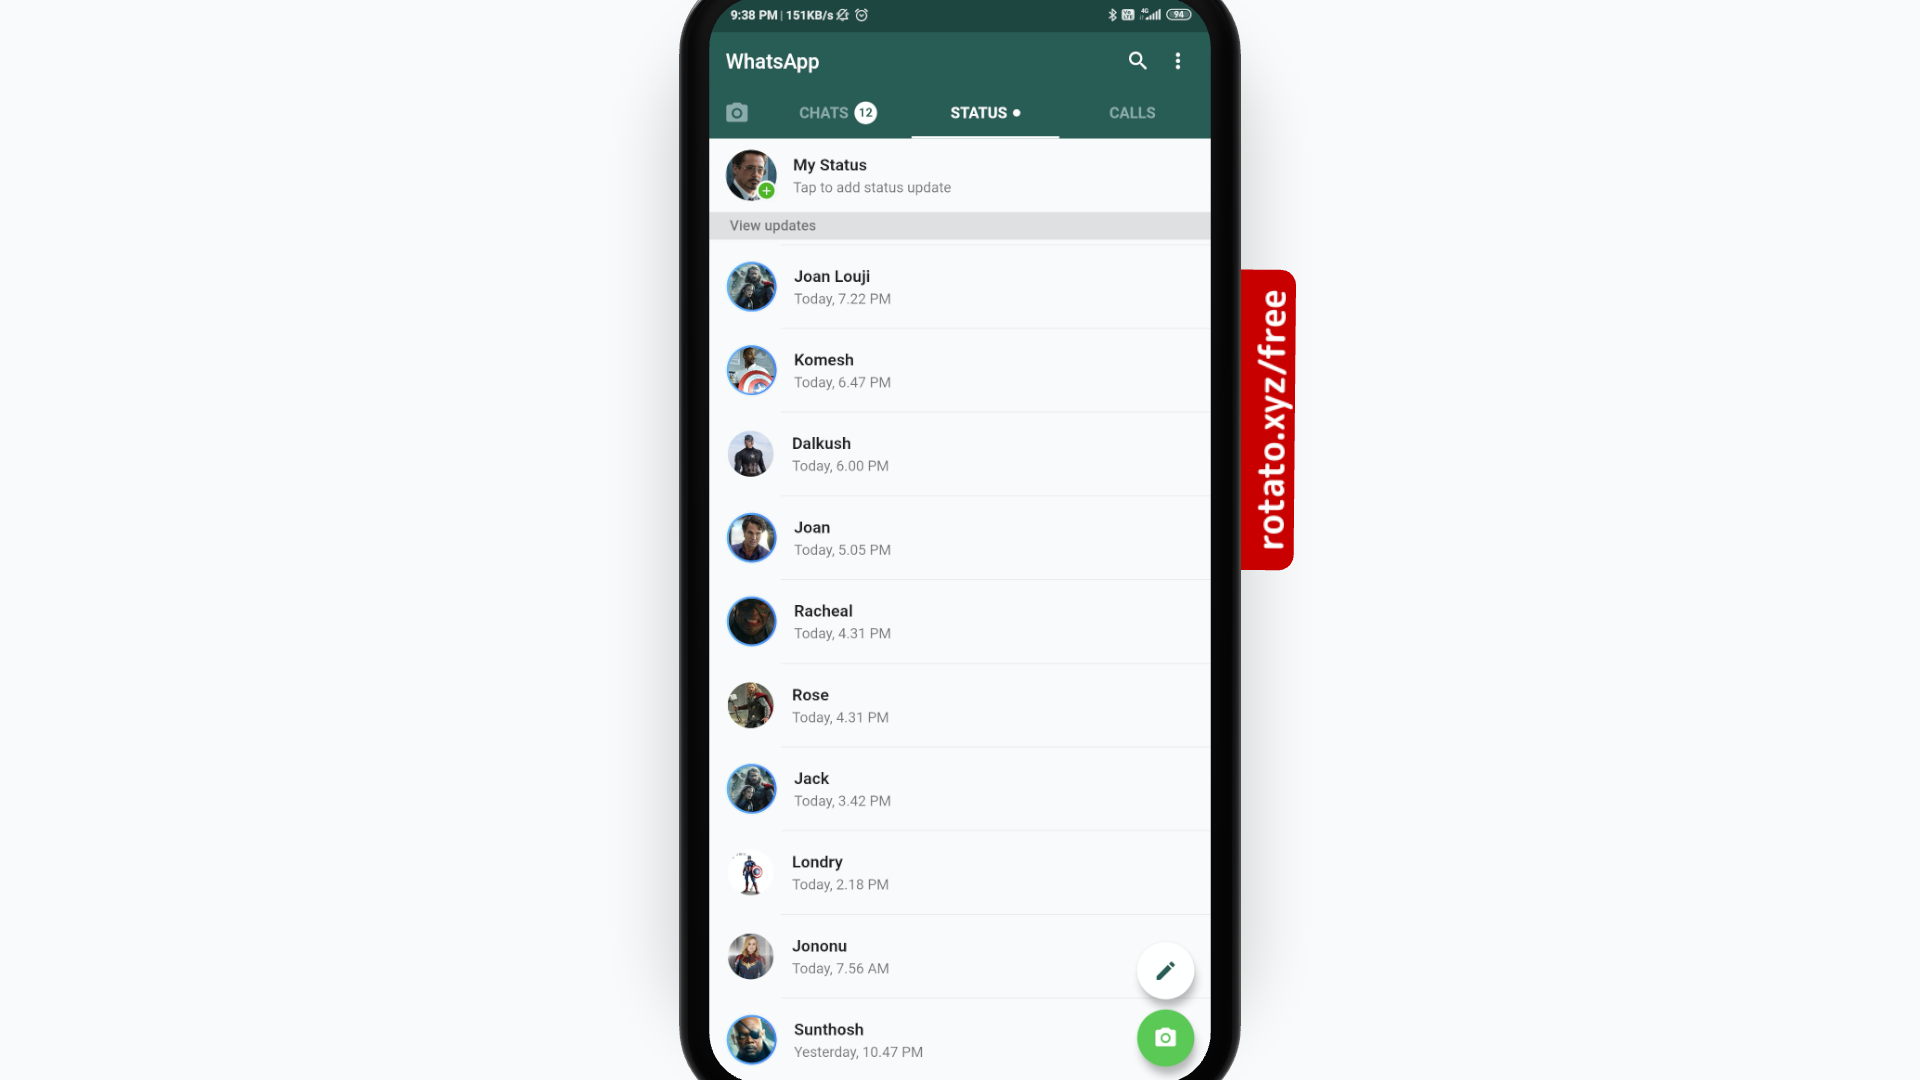 9:38 PM | 151KB/s 4G 94
WhatsApp
CHATS 12 STATUS CALLS
My Status
Tap to add status update
View updates
Joan Louji
Today, 7.22 PM
Komesh
Today, 6.47 PM
Dalkush
Today, 6.00 PM
Joan
Today, 5.05 PM
Racheal
Today, 4.31 PM
Rose
Today, 4.31 PM
Jack
Today, 3.42 PM
Londry
Today, 2.18 PM
Jononu
Today, 7.56 AM
Sunthosh
Yesterday, 10.47 PM
rotato.xyz/free